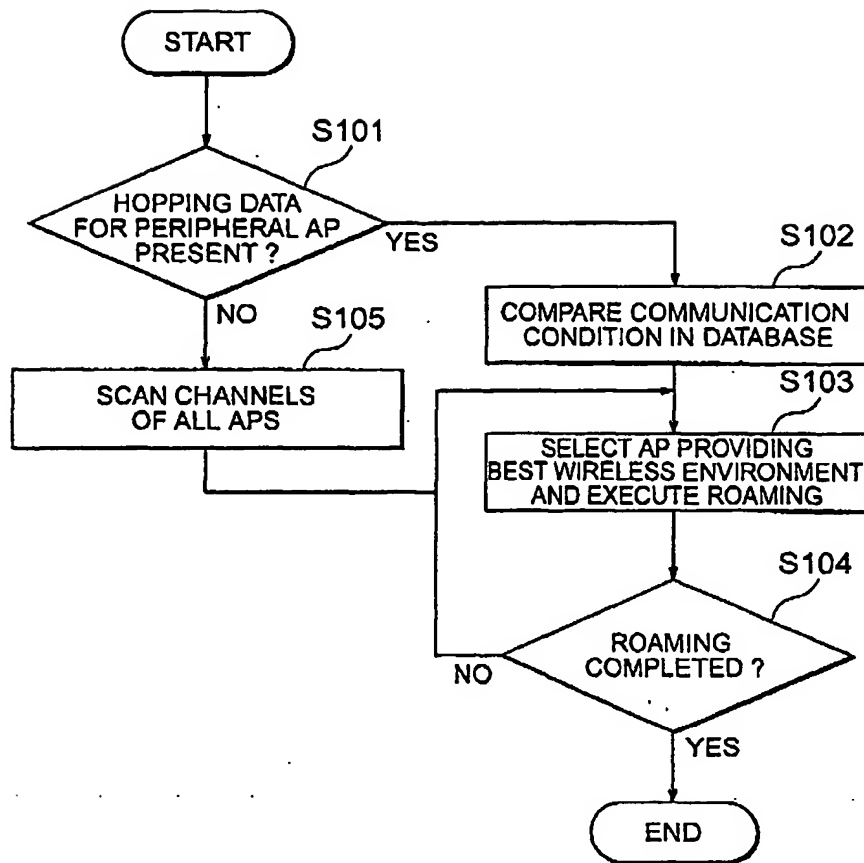 START
S101
HOPPING DATA
FOR PERIPHERAL AP
PRESENT ?
YES
NO
S102
COMPARE COMMUNICATION
CONDITION IN DATABASE
S105
SCAN CHANNELS
OF ALL APS
S103
SELECT AP PROVIDING
BEST WIRELESS ENVIRONMENT
AND EXECUTE ROAMING
S104
ROAMING
COMPLETED ?
NO
YES
END